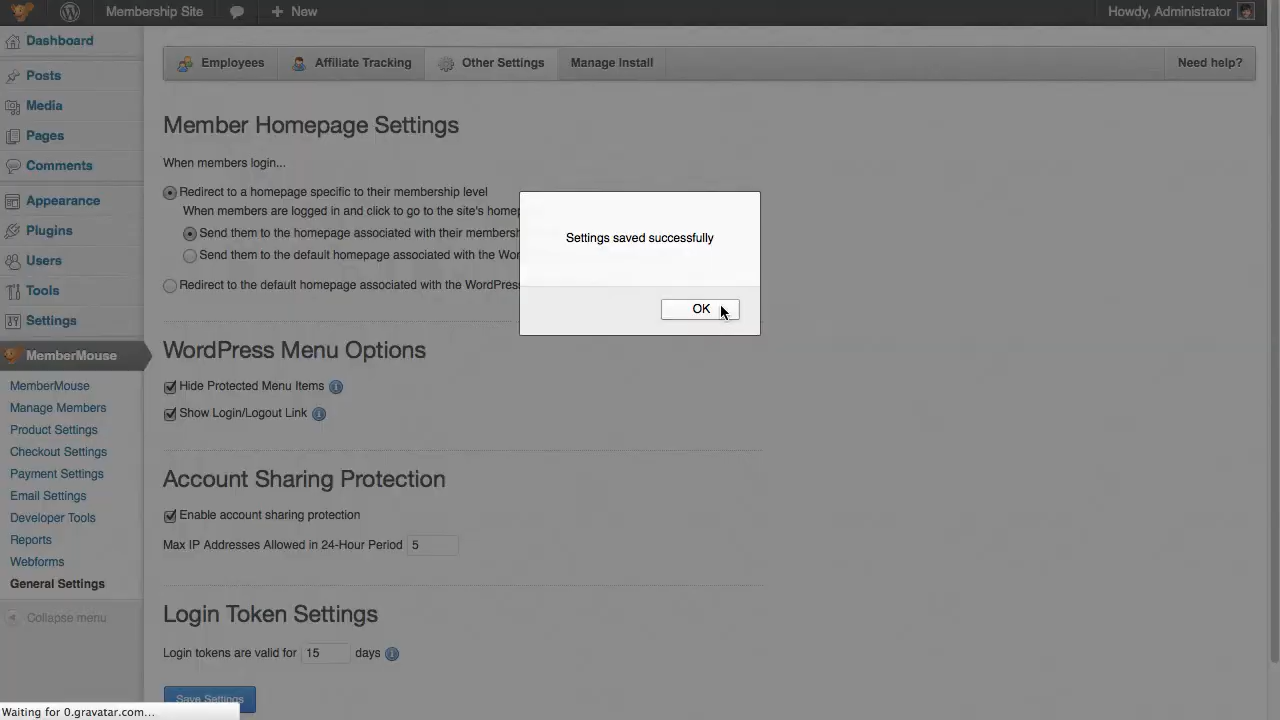 Membership Site
New
Howdy, Administrator
Dashboard
Posts
Media
Pages
Comments
Appearance
Plugins
Users
Tools
Settings
MemberMouse
MemberMouse
Manage Members
Product Settings
Checkout Settings
Payment Settings
Email Settings
Developer Tools
Reports
Webforms
General Settings
Collapse menu
Employees
Affiliate Tracking
Other Settings
Manage Install
Need help?
Member Homepage Settings
When members login...
Redirect to a homepage specific to their membership level
When members are logged in and click to go to the site's homep
Send them to the homepage associated with their membersh
Send them to the default homepage associated with the Wor
Redirect to the default homepage associated with the WordPress
Settings saved successfully
OK
WordPress Menu Options
Hide Protected Menu Items
Show Login/Logout Link
Account Sharing Protection
Enable account sharing protection
Max IP Addresses Allowed in 24-Hour Period 5
Login Token Settings
Login tokens are valid for 15 days
Save Settings
Waiting for 0.gravatar.com...